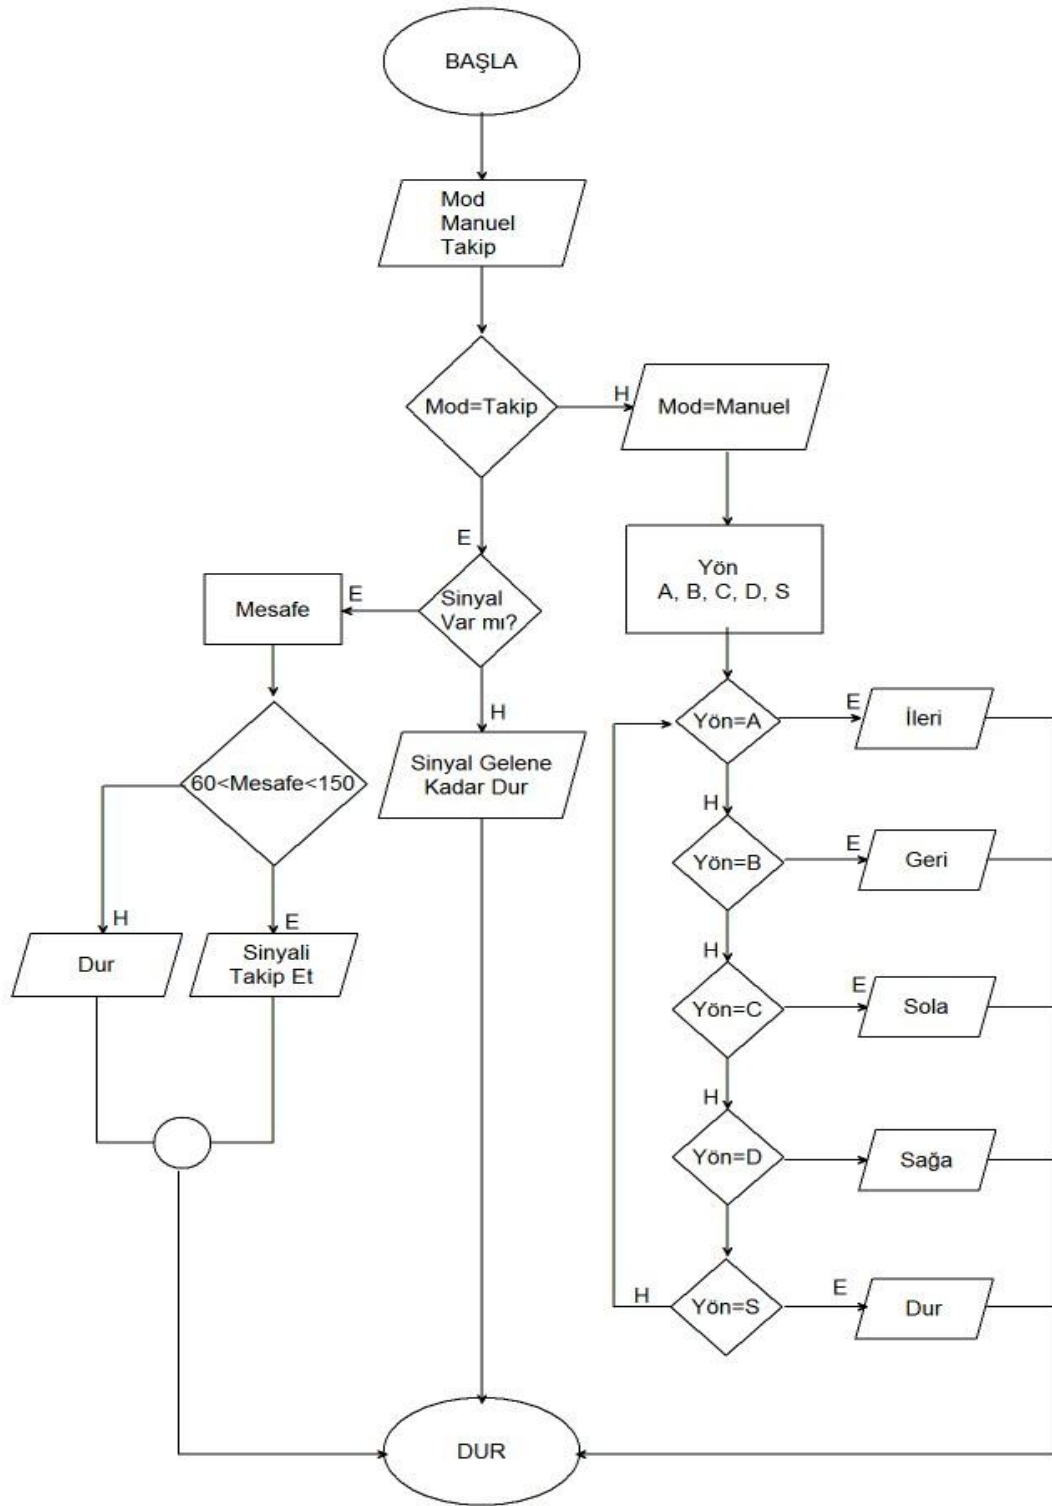 BAŞLA
Mod
Manuel
Takip
Mod=Takip
H
Mod=Manuel
E
Yön
A, B, C, D, S
Sinyal
Var mı?
E
Mesafe
H
Sinyal Gelene
Kadar Dur
60<Mesafe<150
H
Dur
E
Sinyali
Takip Et
Yön=A
E
İleri
H
Yön=B
E
Geri
H
Yön=C
E
Sola
H
Yön=D
Sağa
Yön=S
H
E
Dur
DUR